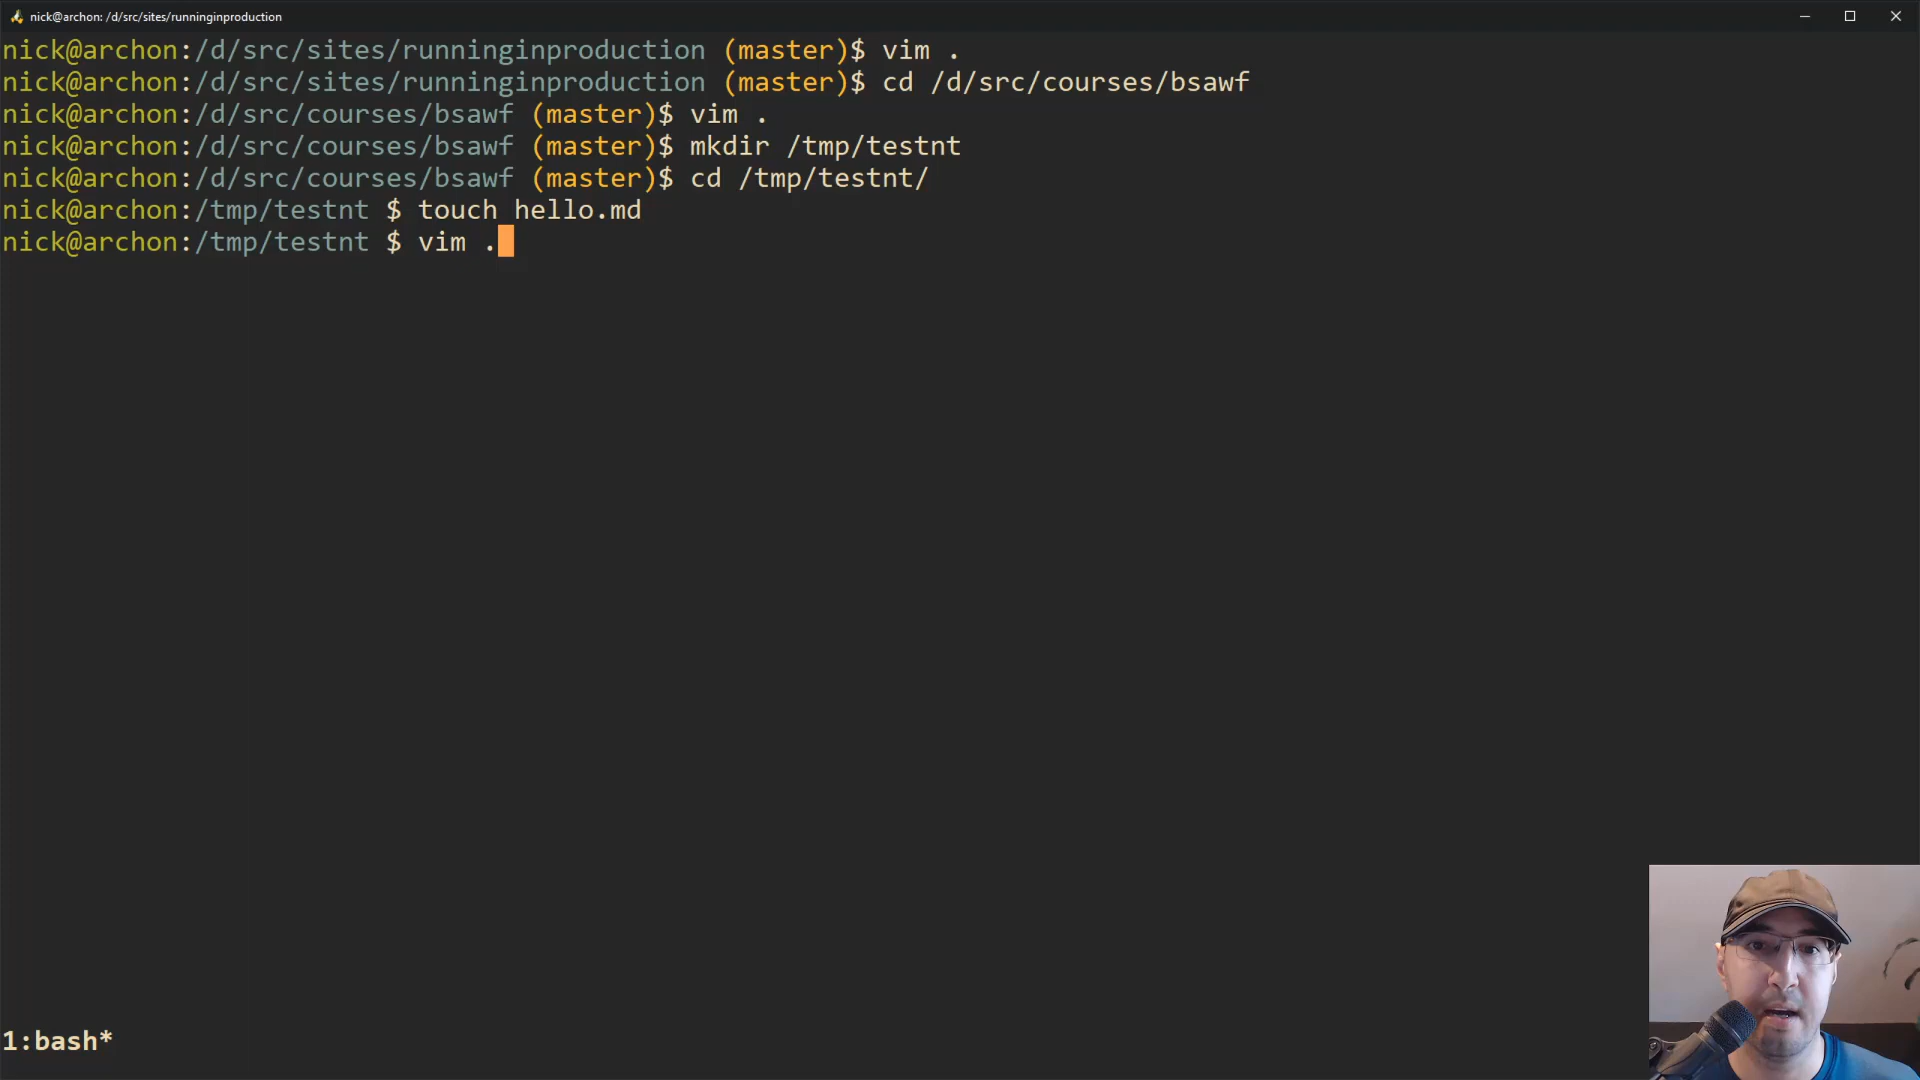 nick@archon: /d/src/sites/runninginproduction
nick@archon:/d/src/sites/runninginproduction (master)$ vim .
nick@archon:/d/src/sites/runninginproduction (master)$ cd /d/src/courses/bsawf
nick@archon:/d/src/courses/bsawf (master)$ vim .
nick@archon:/d/src/courses/bsawf (master)$ mkdir /tmp/testnt
nick@archon:/d/src/courses/bsawf (master)$ cd /tmp/testnt/
nick@archon:/tmp/testnt $ touch hello.md
nick@archon:/tmp/testnt $ vim .
1:bash*